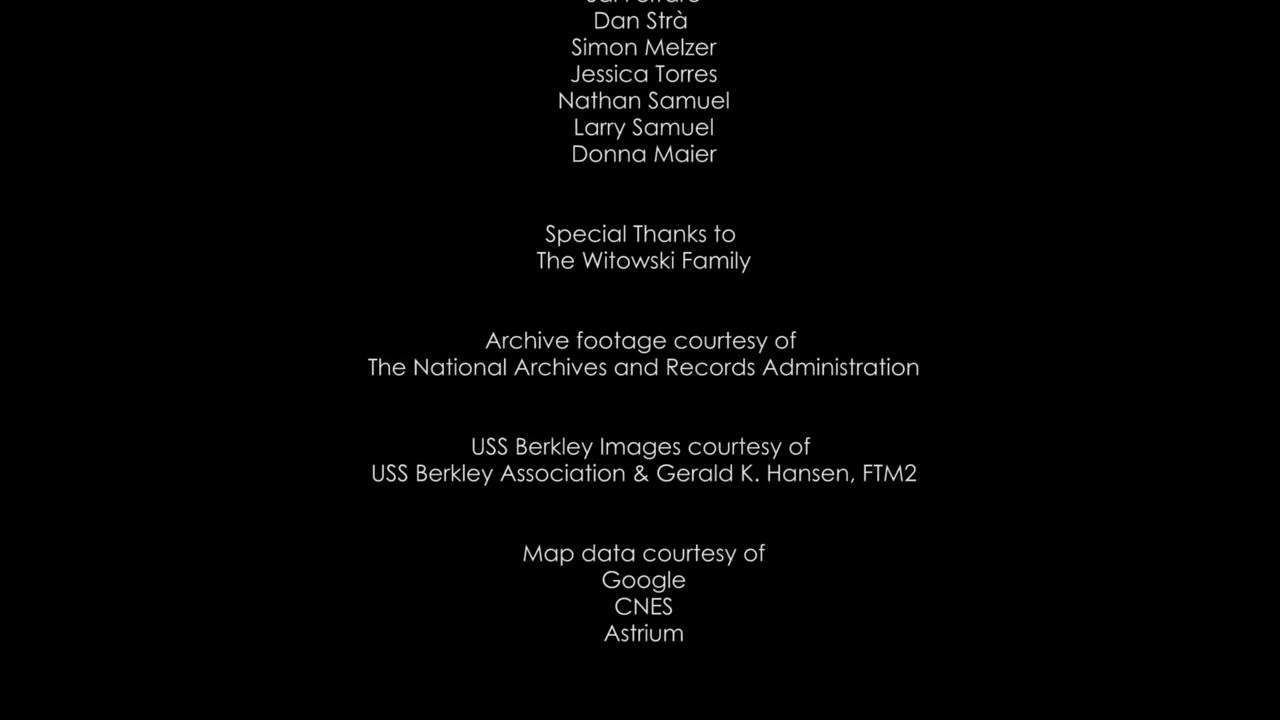 Dan Strà
Simon Melzer
Jessica Torres
Nathan Samuel
Larry Samuel
Donna Maier
Special Thanks to
The Witowski Family
Archive footage courtesy of
The National Archives and Records Administration
USS Berkley Images courtesy of
USS Berkley Association & Gerald K. Hansen, FTM2
Map data courtesy of
Google
CNES
Astrium